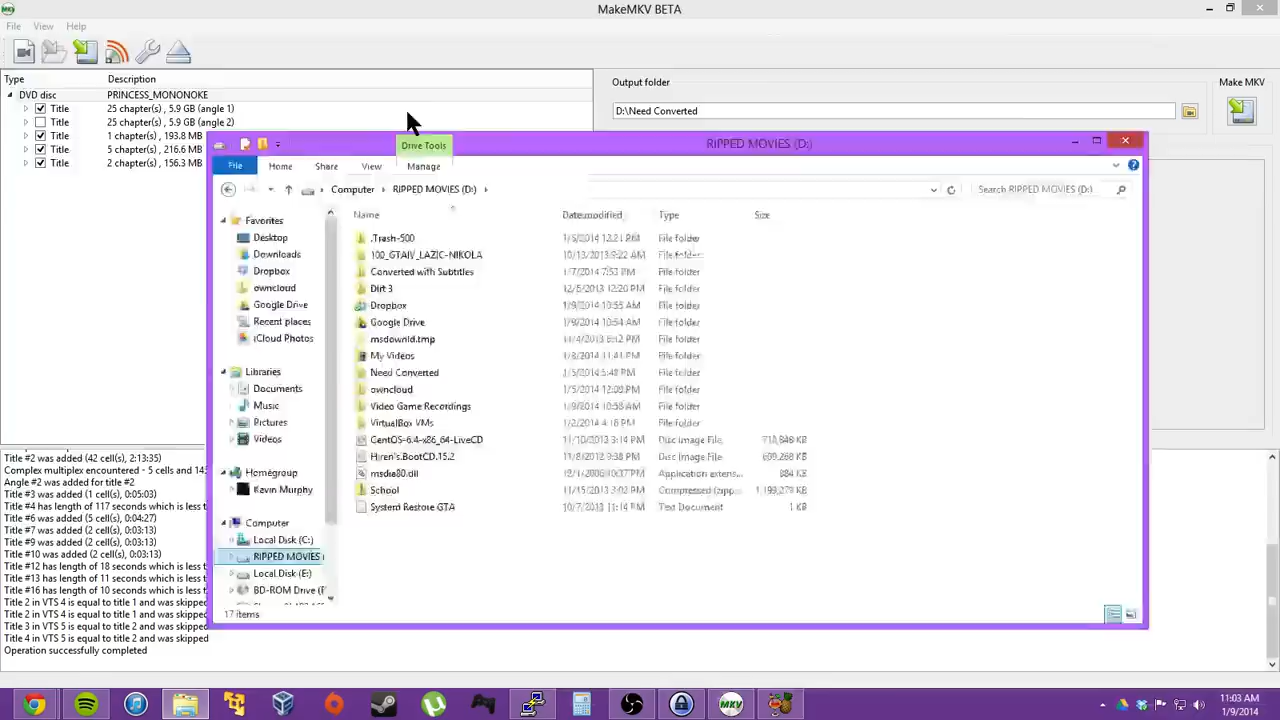 MakeMKV BETA
File View Help
Type Description
DVD disc PRINCESS_MONONOKE
Title 25 chapter(s) , 5.9 GB (angle 1)
Title 25 chapter(s) , 5.9 GB (angle 2)
Title 1 chapter(s) , 193.8 MB
Title 5 chapter(s) , 216.6 MB
Title 2 chapter(s) , 156.3 MB
Output folder
D:\Need Converted
Make MKV
Drive Tools
RIPPED MOVIES (D:)
File Home Share View Manage
Computer RIPPED MOVIES (D:)
Search RIPPED MOVIES (D:)
Favorites
Desktop
Downloads
Dropbox
owncloud
Google Drive
Recent places
iCloud Photos
Libraries
Documents
Music
Pictures
Videos
Homegroup
Kevin Murphy
Computer
Local Disk (C:)
RIPPED MOVIES (
Local Disk (E:)
BD-ROM Drive (F
Name Date modified Type Size
.Trash-500 File folder
100_GTAIV_LAZIC-NIKOLA File folder
Converted with Subtitles 1/7/2014 7:53 PM File folder
Dirt 3 File folder
Dropbox File folder
Google Drive File folder
msdownld.tmp File folder
My Videos File folder
Need Converted File folder
owncloud File folder
Video Game Recordings File folder
VirtualBox VMs File folder
CentOS-6.4-x86_64-LiveCD Disc Image File
Hiren's.BootCD.15.2 Disc Image File
msdia80.dll Application extens...
School Compressed (zipp...
System Restore GTA Text Document 1 KB
17 items
Title #2 was added (42 cell(s), 2:13:35)
Complex multiplex encountered - 5 cells and 145
Angle #2 was added for title #2
Title #3 was added (1 cell(s), 0:05:03)
Title #4 has length of 117 seconds which is less t
Title #6 was added (5 cell(s), 0:04:27)
Title #7 was added (2 cell(s), 0:03:13)
Title #9 was added (2 cell(s), 0:03:13)
Title #10 was added (2 cell(s), 0:03:13)
Title #12 has length of 18 seconds which is less t
Title #13 has length of 11 seconds which is less t
Title #16 has length of 10 seconds which is less t
Title 2 in VTS 4 is equal to title 1 and was skipped
Title 2 in VTS 4 is equal to title 1 and was skipped
Title 3 in VTS 5 is equal to title 2 and was skipped
Title 4 in VTS 5 is equal to title 2 and was skipped
Operation successfully completed
MKV
11:03 AM
1/9/2014